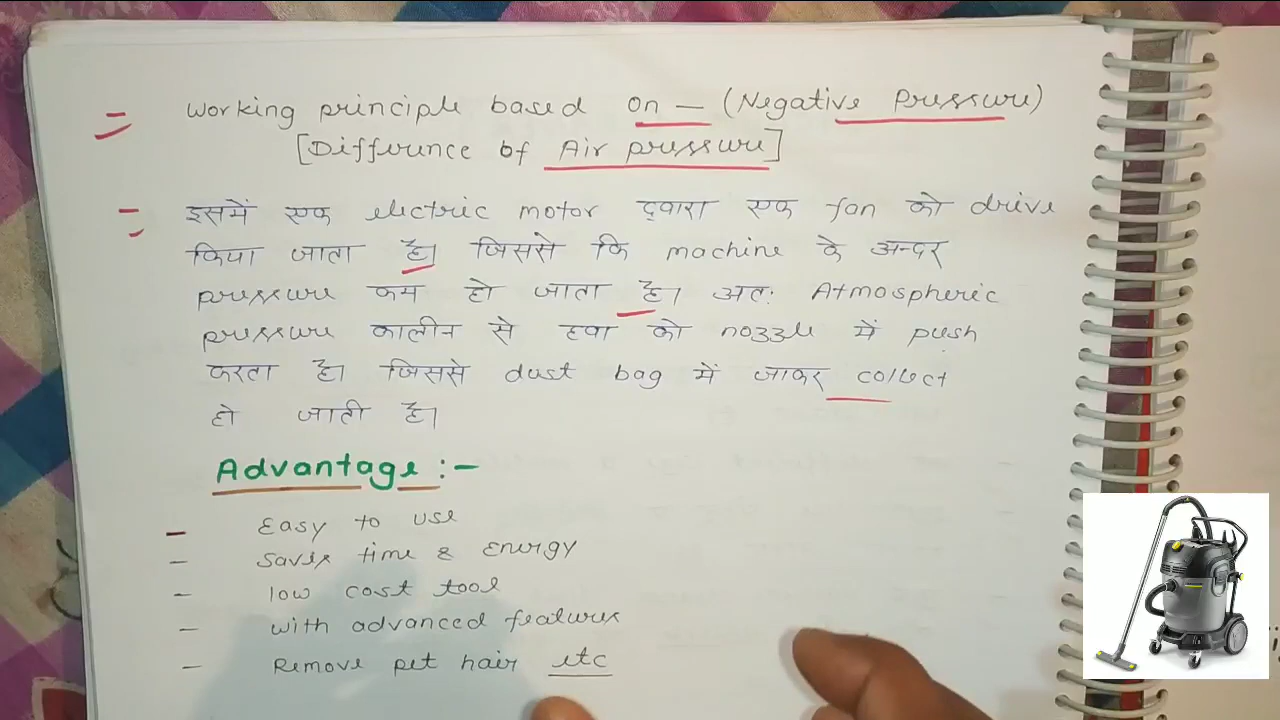 Working principle based on — (Negative Pressure)
[Difference of Air pressure]
इसमें एक electric motor द्वारा एक fan को drive
किया जाता है। जिससे कि machine के अन्दर
pressure कम हो जाता है। अतः Atmospheric
pressure कालीन से हवा को nozzle में push
करता है। जिससे dust bag में जाकर collect
हो जाती है।
Advantage :-
- Easy to use
- Saves time & Energy
- low cost tool
- with advanced features
- Remove pet hair etc